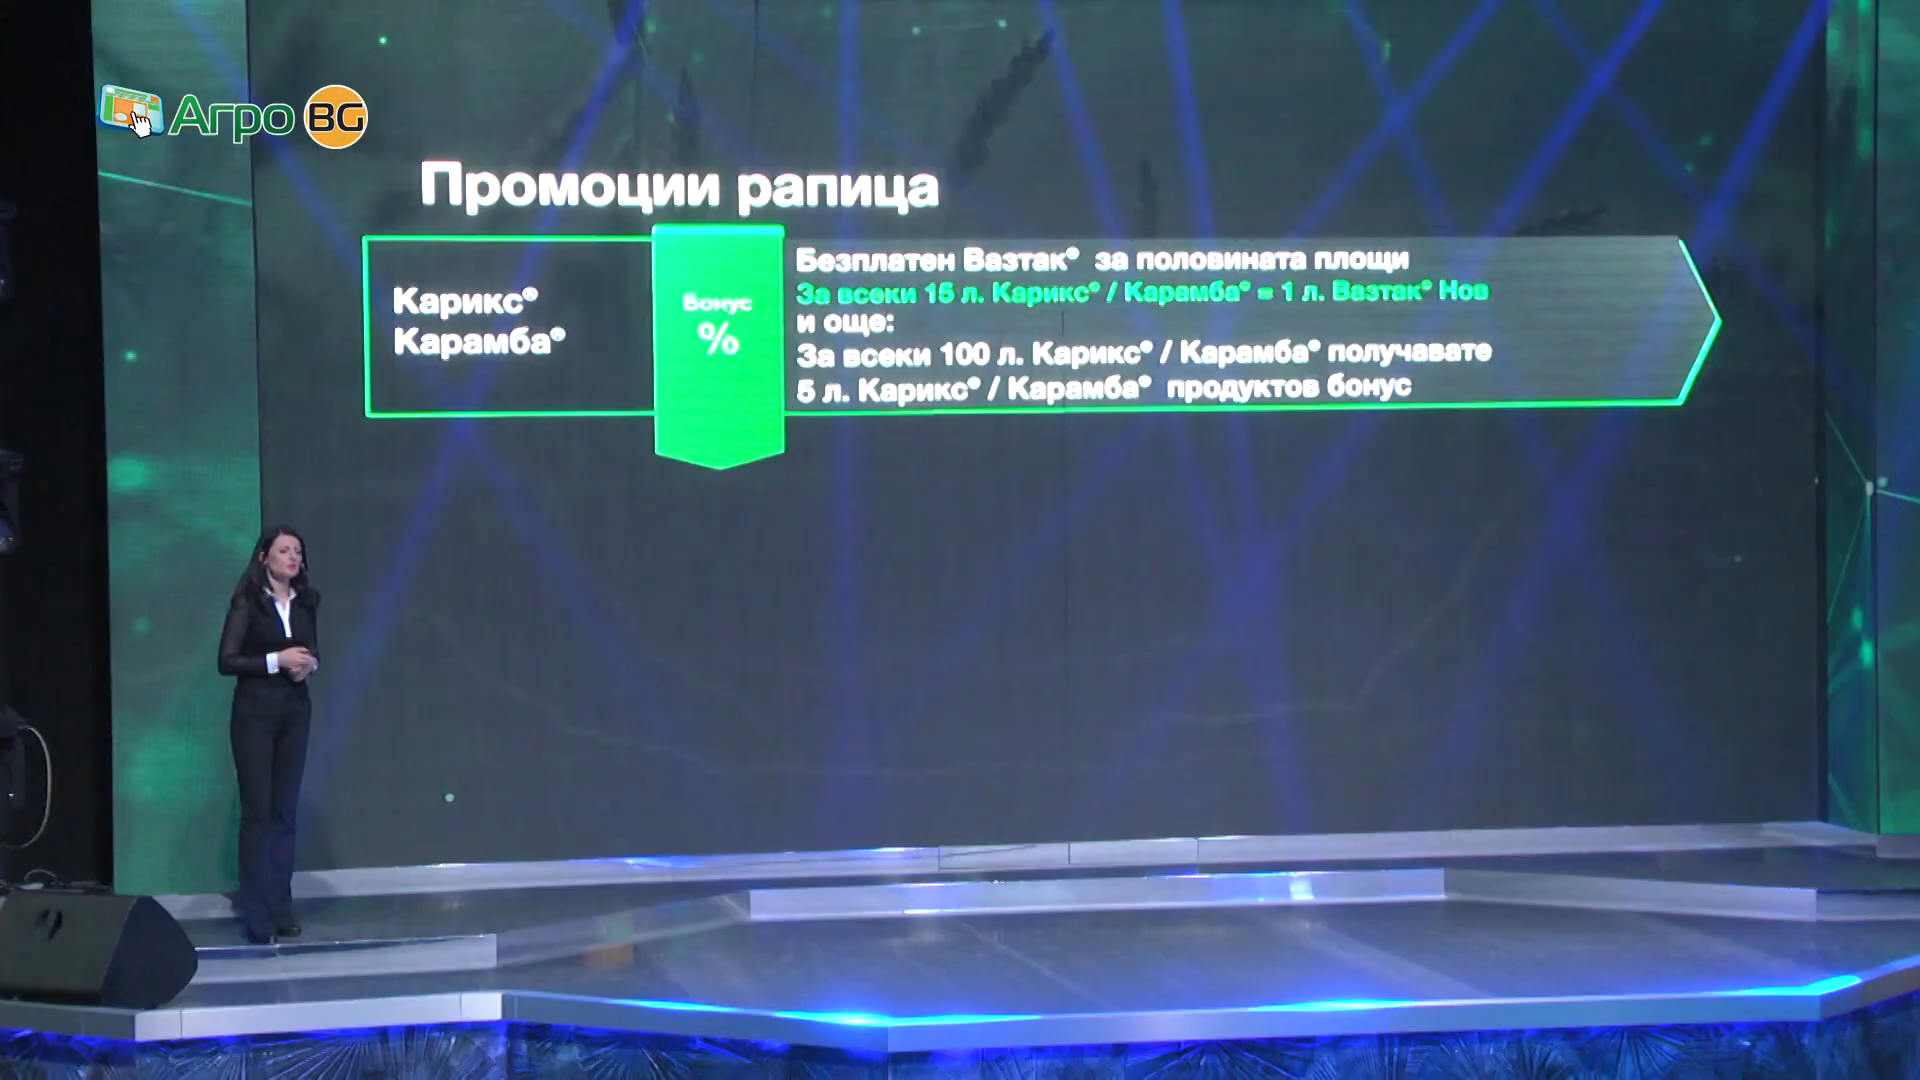 Агро BG
Промоции рапица
Карикс®
Карамба®
Бонус
%
Безплатен Вазтак® за половината площи
За всеки 15 л. Карикс® / Карамба® = 1 л. Вазтак® Нов
и още:
За всеки 100 л. Карикс® / Карамба® получавате
5 л. Карикс® / Карамба® продуктов бонус